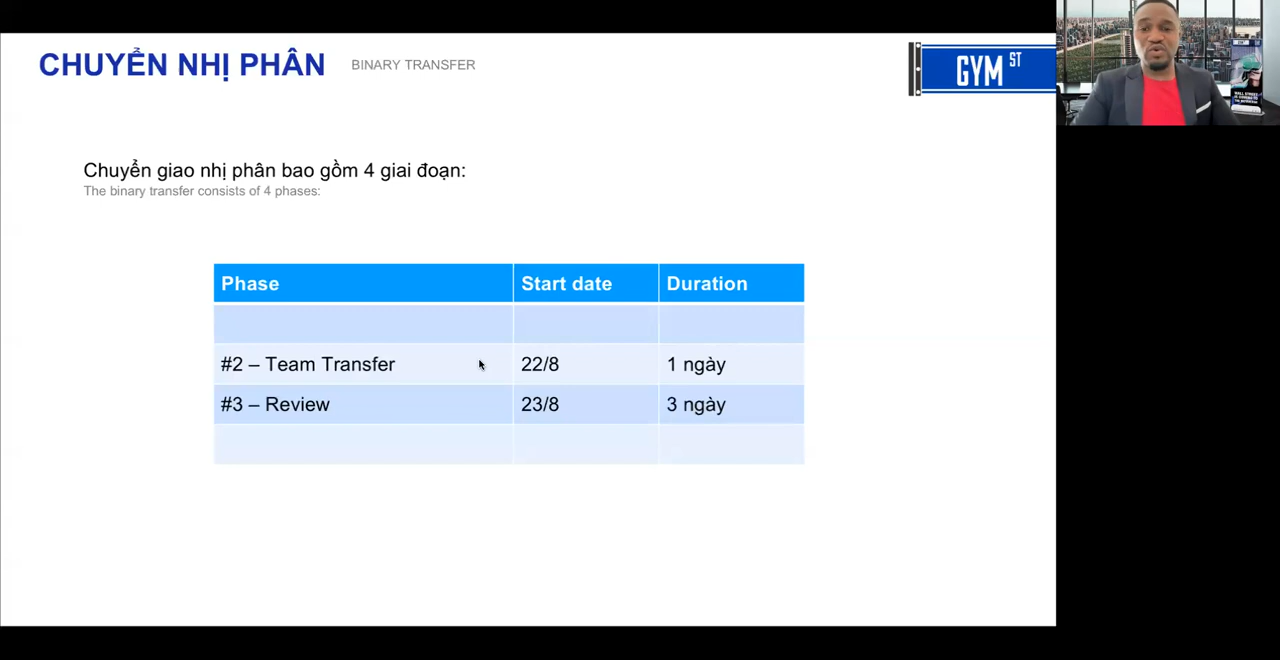 CHUYỂN NHỊ PHÂN
BINARY TRANSFER
GYM ST
Chuyển giao nhị phân bao gồm 4 giai đoạn:
The binary transfer consists of 4 phases:
Phase Start date Duration
#2 – Team Transfer 22/8 1 ngày
#3 – Review 23/8 3 ngày